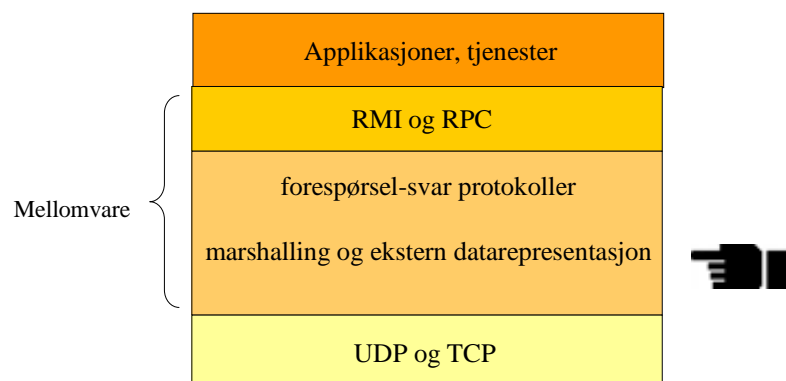 Applikasjoner, tjenester
RMI og RPC
forespørsel-svar protokoller
Mellomvare
marshalling og ekstern datarepresentasjon
UDP og TCP